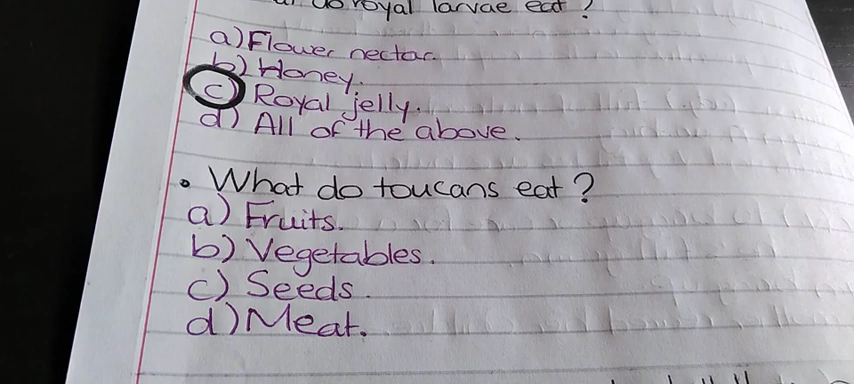 royal larvae eat?
a) Flower nectar.
b) Honey.
c) Royal jelly.
d) All of the above.
• What do toucans eat?
a) Fruits.
b) Vegetables.
c) Seeds.
d) Meat.